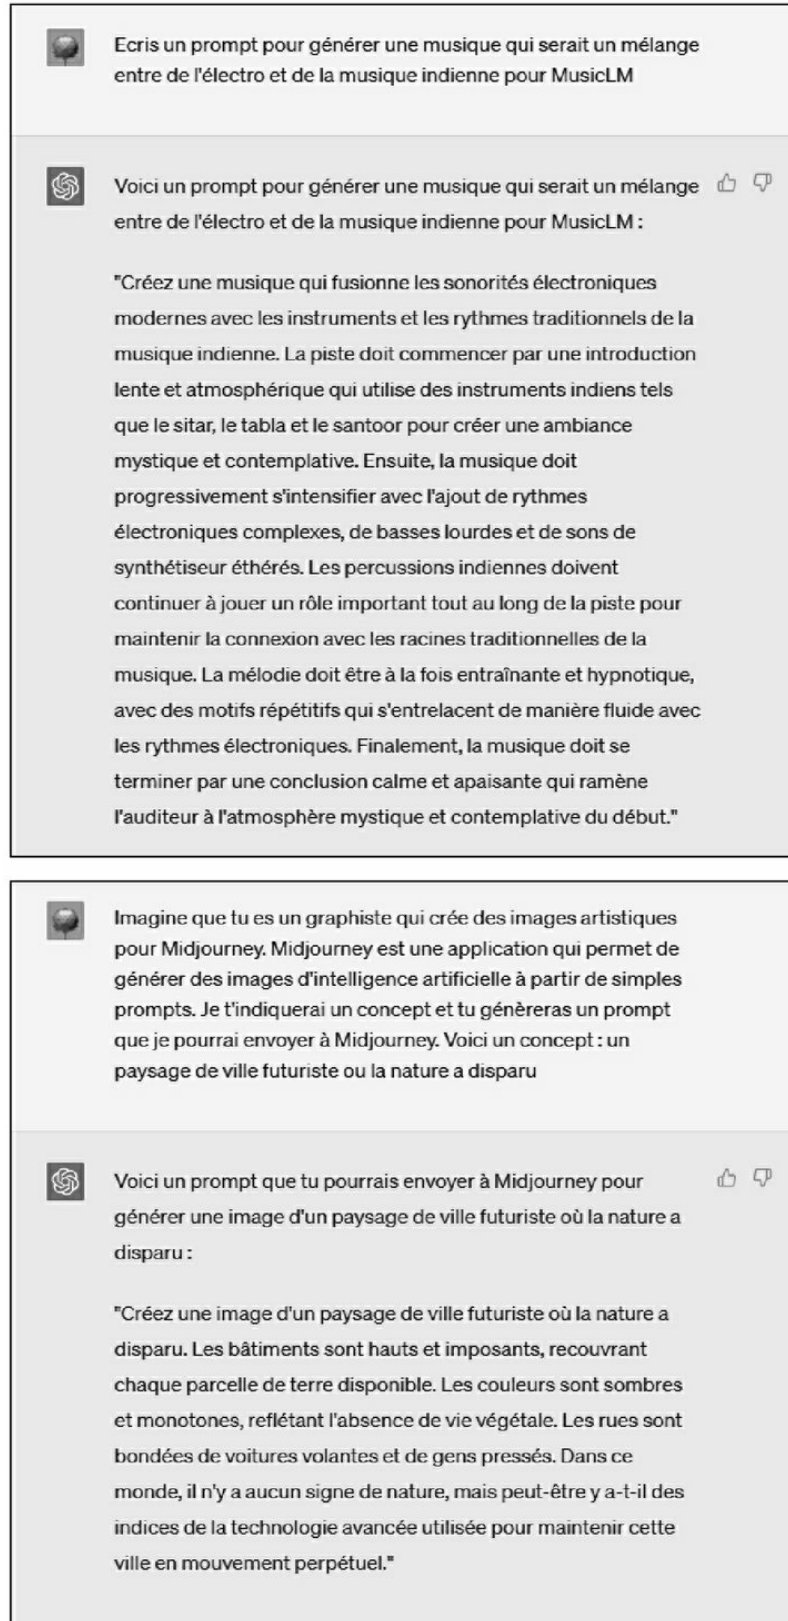 Ecris un prompt pour générer une musique qui serait un mélange
entre de l'électro et de la musique indienne pour MusicLM
Voici un prompt pour générer une musique qui serait un mélange
entre de l'électro et de la musique indienne pour MusicLM :
"Créez une musique qui fusionne les sonorités électroniques
modernes avec les instruments et les rythmes traditionnels de la
musique indienne. La piste doit commencer par une introduction
lente et atmosphérique qui utilise des instruments indiens tels
que le sitar, le tabla et le santoor pour créer une ambiance
mystique et contemplative. Ensuite, la musique doit
progressivement s'intensifier avec l'ajout de rythmes
électroniques complexes, de basses lourdes et de sons de
synthétiseur éthérés. Les percussions indiennes doivent
continuer à jouer un rôle important tout au long de la piste pour
maintenir la connexion avec les racines traditionnelles de la
musique. La mélodie doit être à la fois entraînante et hypnotique,
avec des motifs répétitifs qui s'entrelacent de manière fluide avec
les rythmes électroniques. Finalement, la musique doit se
terminer par une conclusion calme et apaisante qui ramène
l'auditeur à l'atmosphère mystique et contemplative du début."
Imagine que tu es un graphiste qui crée des images artistiques
pour Midjourney. Midjourney est une application qui permet de
générer des images d'intelligence artificielle à partir de simples
prompts. Je t'indiquerai un concept et tu génèreras un prompt
que je pourrai envoyer à Midjourney. Voici un concept : un
paysage de ville futuriste ou la nature a disparu
Voici un prompt que tu pourrais envoyer à Midjourney pour
générer une image d'un paysage de ville futuriste où la nature a
disparu :
"Créez une image d'un paysage de ville futuriste où la nature a
disparu. Les bâtiments sont hauts et imposants, recouvrant
chaque parcelle de terre disponible. Les couleurs sont sombres
et monotones, reflétant l'absence de vie végétale. Les rues sont
bondées de voitures volantes et de gens pressés. Dans ce
monde, il n'y a aucun signe de nature, mais peut-être y a-t-il des
indices de la technologie avancée utilisée pour maintenir cette
ville en mouvement perpétuel."